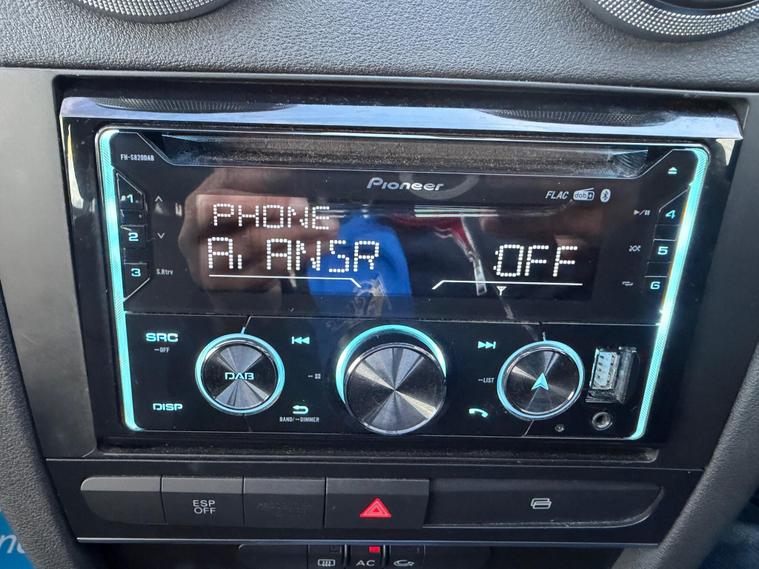 FH-S820DAB
Pioneer
FLAC
dab
1
2
3
S.Rtrv
4
5
6
PHONE
A. ANSR OFF
SRC
OFF
DAB
DISP
BAND/ DIMMER
LIST
ESP
OFF
AC